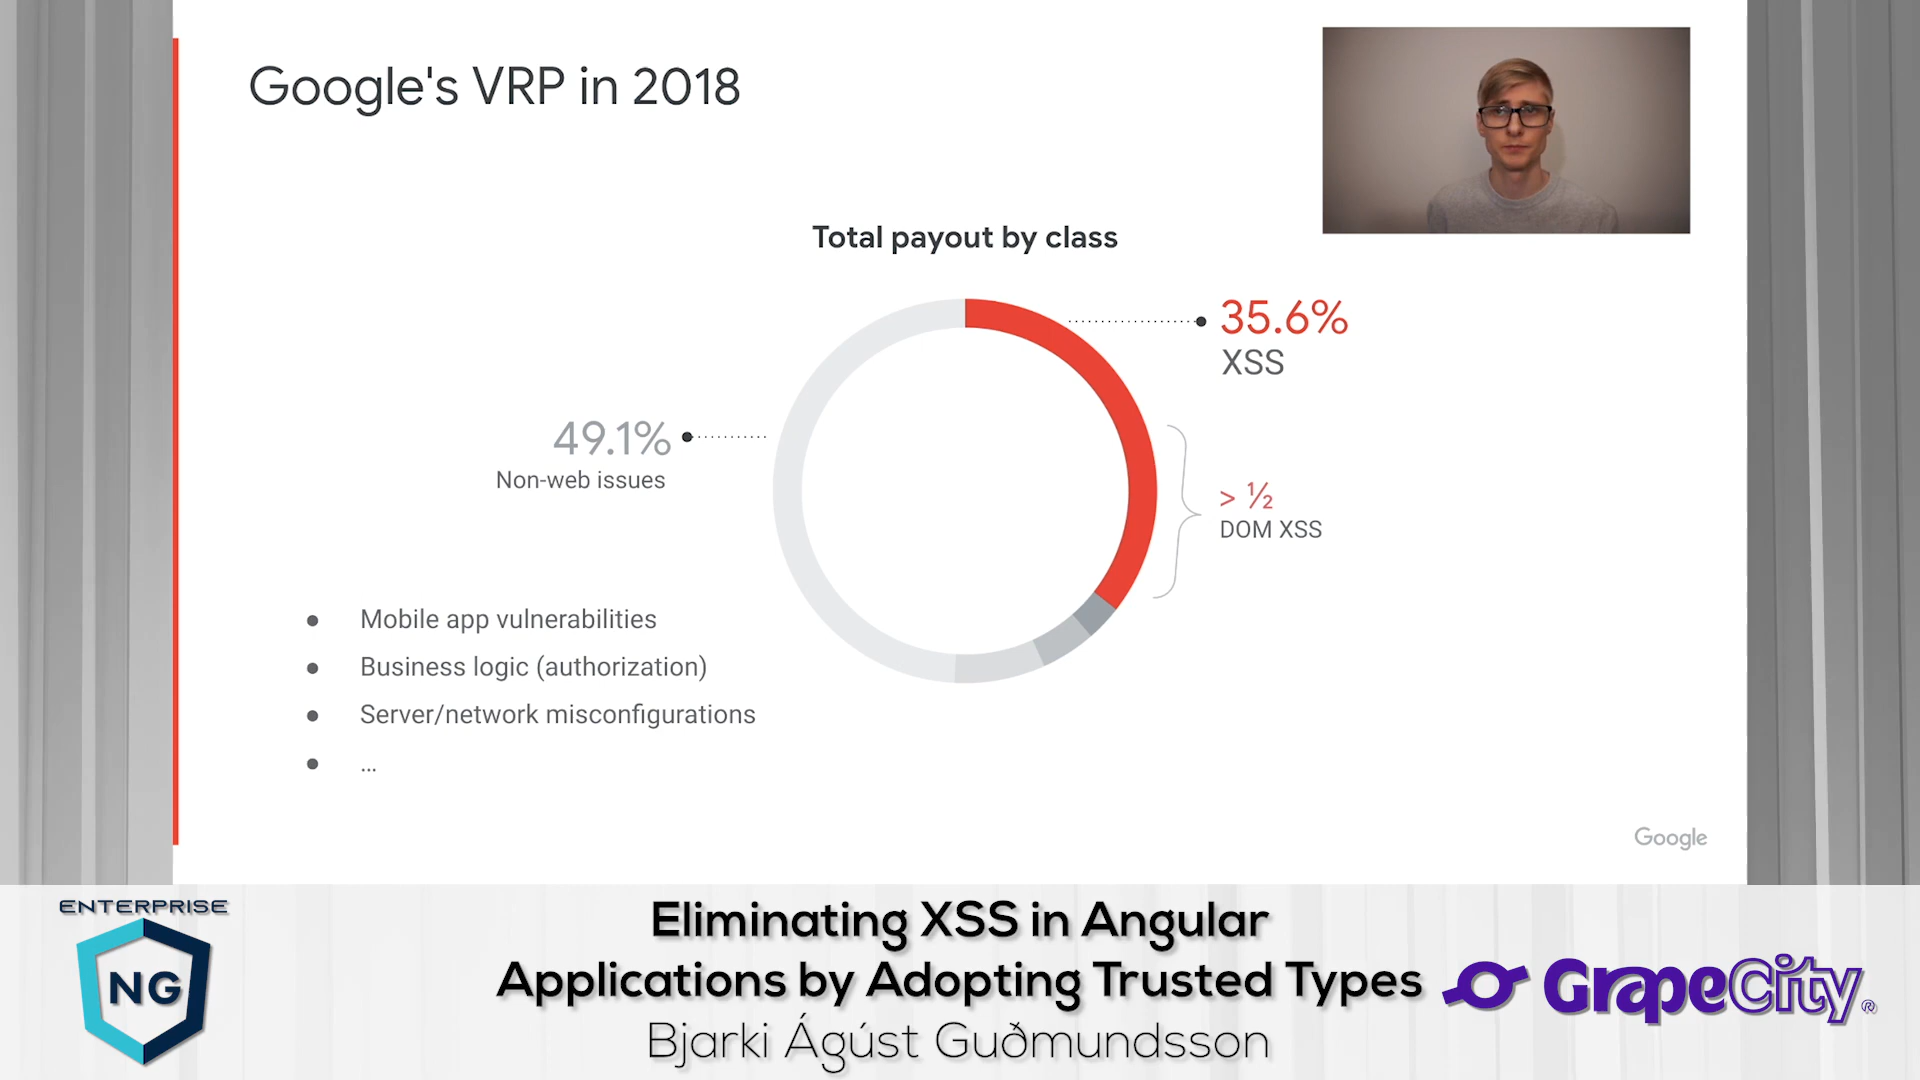 Google's VRP in 2018
Total payout by class
35.6%
XSS
49.1%
Non-web issues
> ½
DOM XSS
● Mobile app vulnerabilities
● Business logic (authorization)
● Server/network misconfigurations
● ...
Google
ENTERPRISE
NG
Eliminating XSS in Angular
Applications by Adopting Trusted Types
Bjarki Ágúst Guðmundsson
GrapeCity®